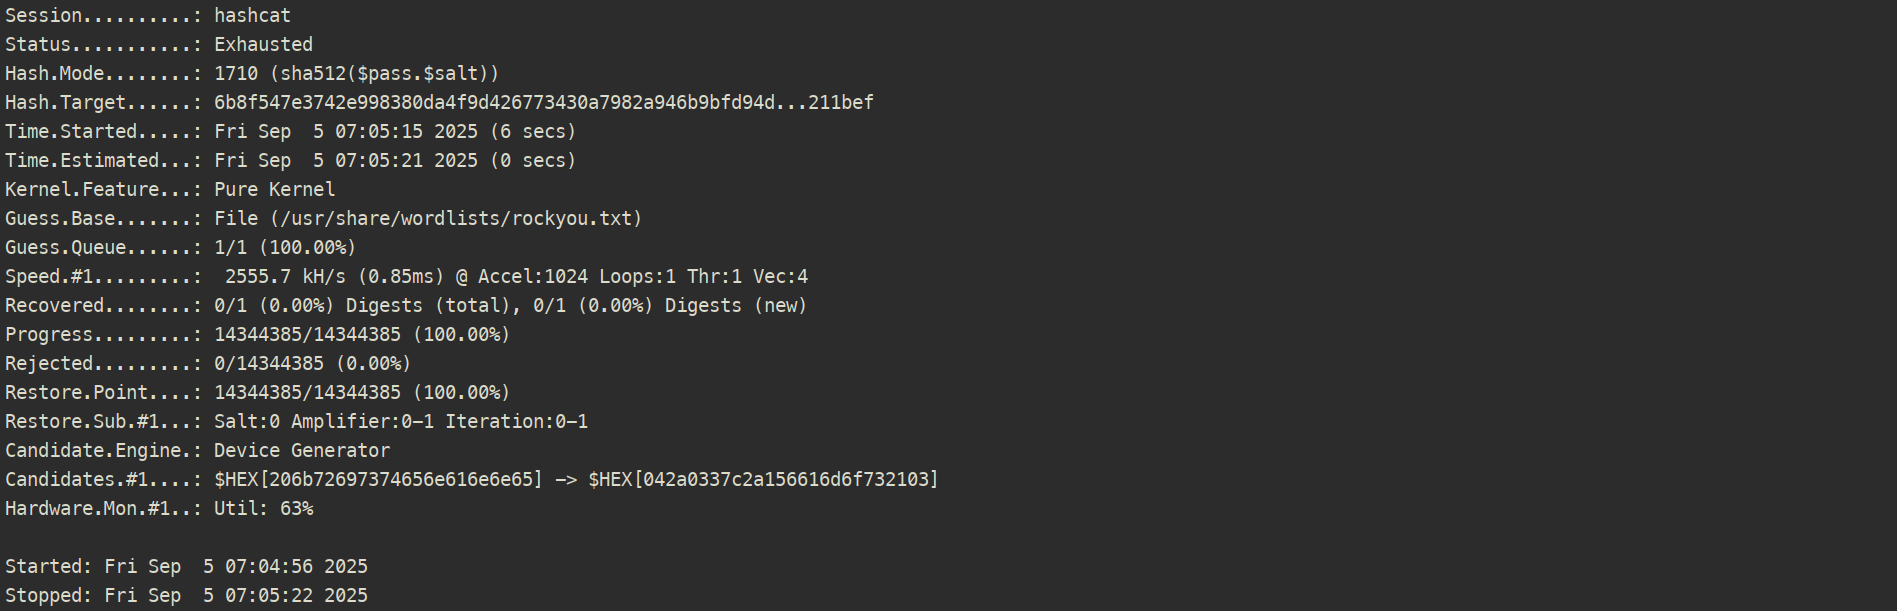 Session..........: hashcat
Status...........: Exhausted
Hash.Mode........: 1710 (sha512($pass.$salt))
Hash.Target......: 6b8f547e3742e998380da4f9d426773430a7982a946b9bfd94d...211bef
Time.Started.....: Fri Sep  5 07:05:15 2025 (6 secs)
Time.Estimated...: Fri Sep  5 07:05:21 2025 (0 secs)
Kernel.Feature...: Pure Kernel
Guess.Base.......: File (/usr/share/wordlists/rockyou.txt)
Guess.Queue......: 1/1 (100.00%)
Speed.#1.........:  2555.7 kH/s (0.85ms) @ Accel:1024 Loops:1 Thr:1 Vec:4
Recovered........: 0/1 (0.00%) Digests (total), 0/1 (0.00%) Digests (new)
Progress.........: 14344385/14344385 (100.00%)
Rejected.........: 0/14344385 (0.00%)
Restore.Point....: 14344385/14344385 (100.00%)
Restore.Sub.#1...: Salt:0 Amplifier:0-1 Iteration:0-1
Candidate.Engine.: Device Generator
Candidates.#1....: $HEX[206b72697374656e616e6e65] -> $HEX[042a0337c2a156616d6f732103]
Hardware.Mon.#1..: Util: 63%

Started: Fri Sep  5 07:04:56 2025
Stopped: Fri Sep  5 07:05:22 2025